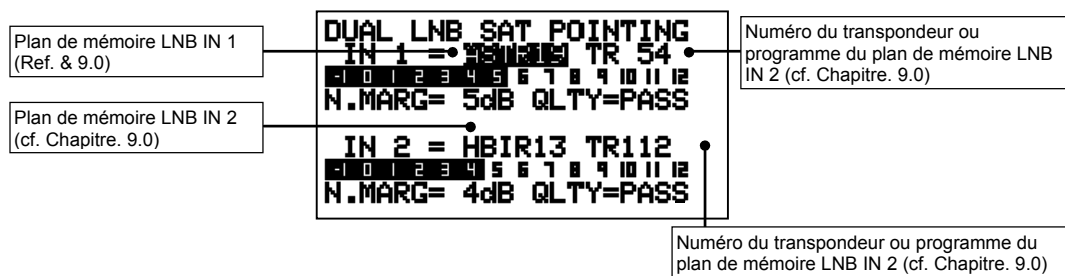 Plan de mémoire LNB IN 1
(Ref. & 9.0)
Plan de mémoire LNB IN 2
(cf. Chapitre. 9.0)
DUAL LNB SAT POINTING
IN 1 = TR 54
-1 0 1 2 3 4 5 6 7 8 9 10 11 12
N.MARG= 5dB QLTY=PASS
IN 2 = HBIR13 TR112
-1 0 1 2 3 4 5 6 7 8 9 10 11 12
N.MARG= 4dB QLTY=PASS
Numéro du transpondeur ou
programme du plan de mémoire LNB
IN 2 (cf. Chapitre. 9.0)
Numéro du transpondeur ou programme du
plan de mémoire LNB IN 2 (cf. Chapitre. 9.0)